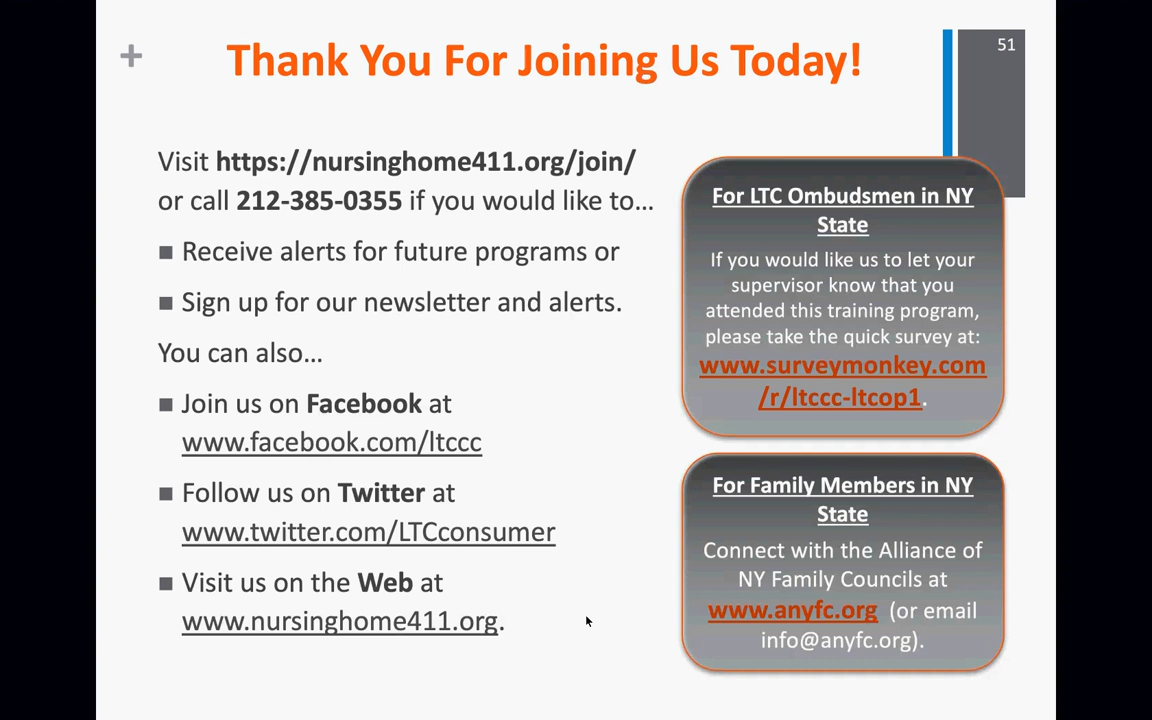 +
Thank You For Joining Us Today!
51
Visit https://nursinghome411.org/join/
or call 212-385-0355 if you would like to…
■ Receive alerts for future programs or
■ Sign up for our newsletter and alerts.
You can also…
■ Join us on Facebook at
www.facebook.com/ltccc
■ Follow us on Twitter at
www.twitter.com/LTCconsumer
■ Visit us on the Web at
www.nursinghome411.org.
For LTC Ombudsmen in NY
State
If you would like us to let your
supervisor know that you
attended this training program,
please take the quick survey at:
www.surveymonkey.com
/r/ltccc-ltcop1.
For Family Members in NY
State
Connect with the Alliance of
NY Family Councils at
www.anyfc.org (or email
info@anyfc.org).